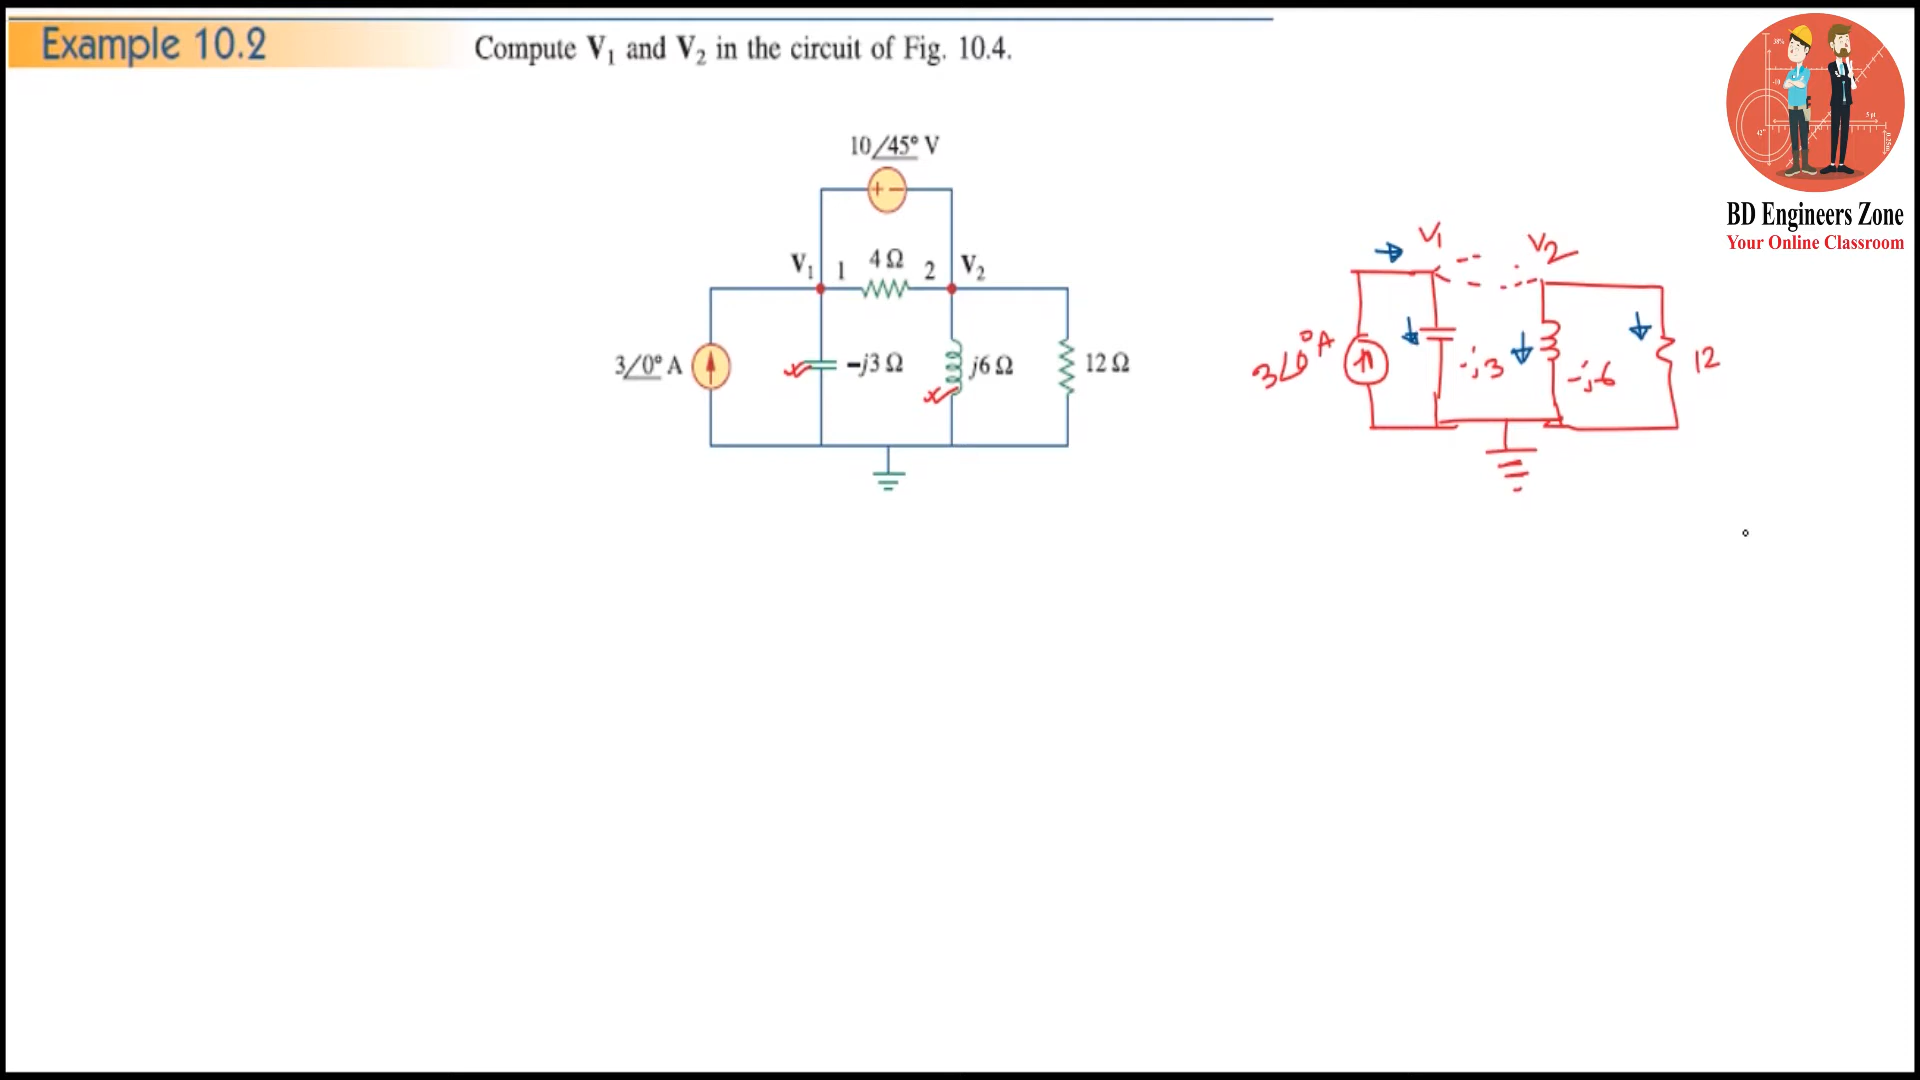 Example 10.2
Compute V₁ and V₂ in the circuit of Fig. 10.4.
10/45° V
+ −
V₁ 1 4 Ω 2 V₂
3/0° A
−j3 Ω
j6 Ω
12 Ω
V1
V2
3∠0° A
-j3
-j6
12
BD Engineers Zone
Your Online Classroom